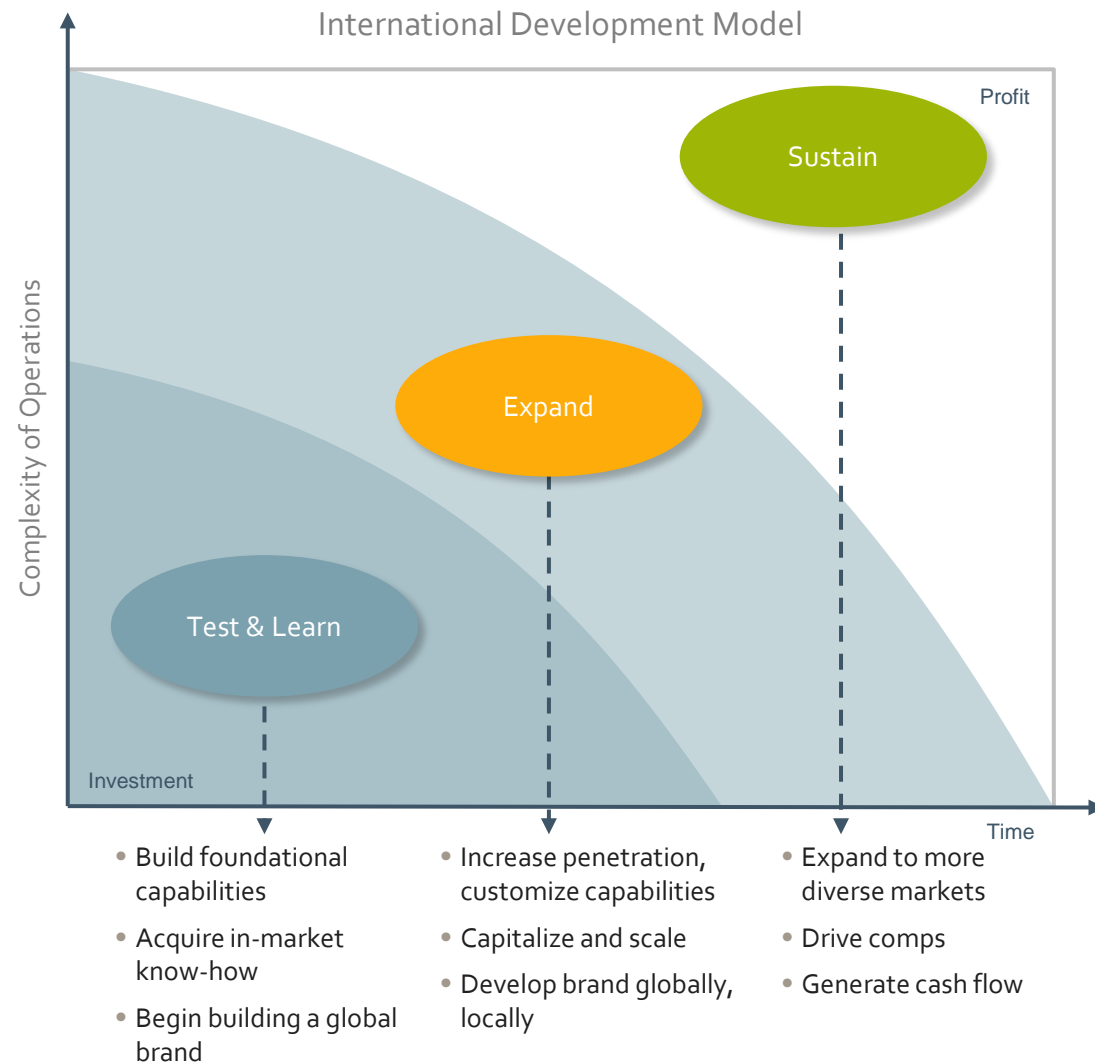 International Development Model
Profit
Sustain
Complexity of Operations
Expand
Test & Learn
Investment
Time
• Build foundational
capabilities
• Acquire in-market
know-how
• Begin building a global
brand
• Increase penetration,
customize capabilities
• Capitalize and scale
• Develop brand globally,
locally
• Expand to more
diverse markets
• Drive comps
• Generate cash flow